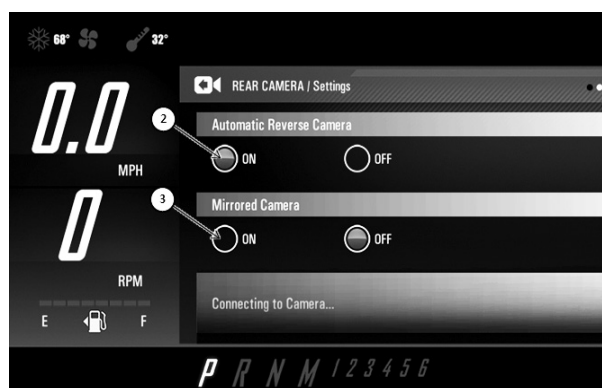 68° 32°
REAR CAMERA / Settings
0.0
MPH
2
Automatic Reverse Camera
ON OFF
3
Mirrored Camera
ON OFF
0
RPM
E F
Connecting to Camera...
P R N M 1 2 3 4 5 6